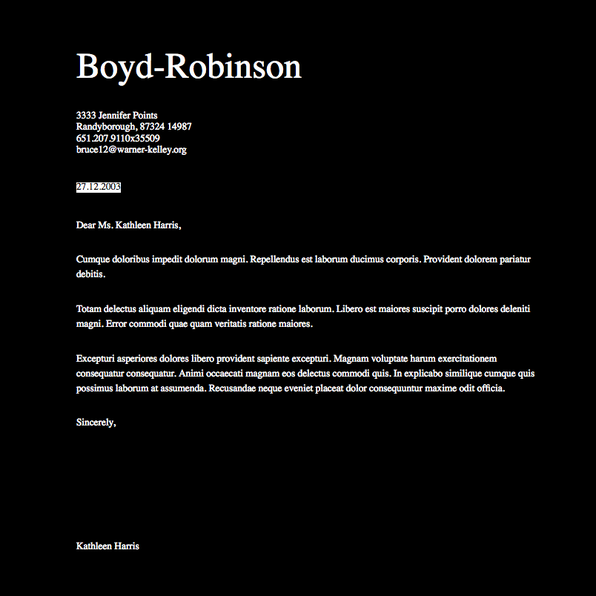 Boyd-Robinson
3333 Jennifer Points
Randyborough, 87324 14987
651.207.9110x35509
bruce12@warner-kelley.org
27.12.2003
Dear Ms. Kathleen Harris,
Cumque doloribus impedit dolorum magni. Repellendus est laborum ducimus corporis. Provident dolorem pariatur
debitis.
Totam delectus aliquam eligendi dicta inventore ratione laborum. Libero est maiores suscipit porro dolores deleniti
magni. Error commodi quae quam veritatis ratione maiores.
Excepturi asperiores dolores libero provident sapiente excepturi. Magnam voluptate harum exercitationem
consequatur consequatur. Animi occaecati magnam eos delectus commodi quis. In explicabo similique cumque quis
possimus laborum at assumenda. Recusandae neque eveniet placeat dolor consequuntur maxime odit officia.
Sincerely,
Kathleen Harris